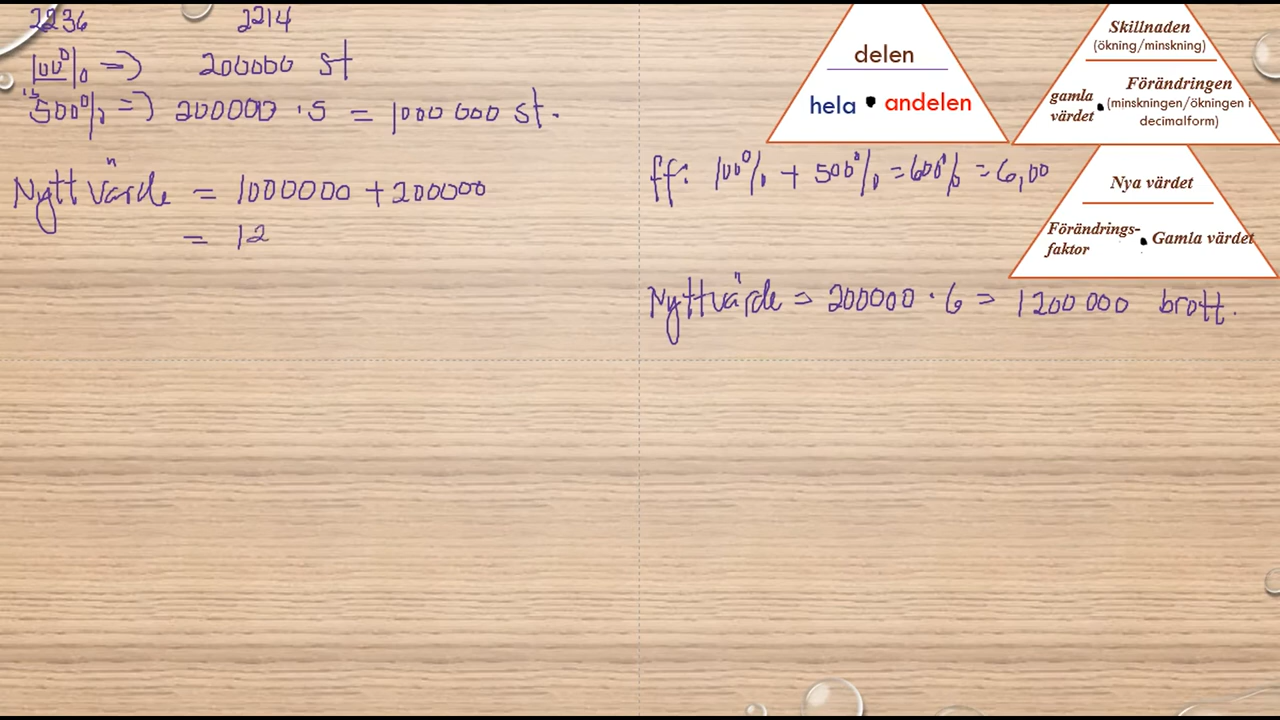 2236 2214
100% => 200000 st
500% => 200000 · 5 = 1000 000 st.
Nytt värde = 1000000 + 200000
= 12
delen
hela · andelen
Skillnaden
(ökning/minskning)
gamla värdet · Förändringen
(minskningen/ökningen i
decimalform)
ff: 100% + 500% = 600% = 6,00
Nya värdet
Förändrings-
faktor · Gamla värdet
Nytt värde = 200000 · 6 = 1200 000 brott.